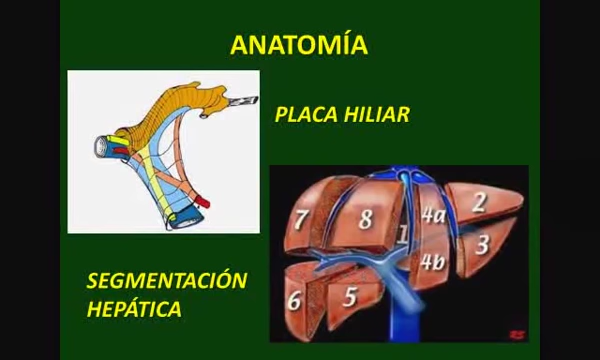 ANATOMÍA
PLACA HILIAR
7
8
1
4a
4b
2
3
6
5
SEGMENTACIÓN
HEPÁTICA